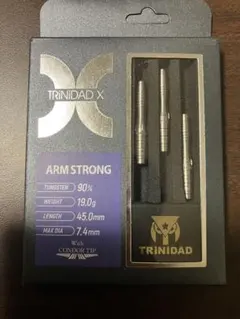 TRiNiDAD X
ARM STRONG
TUNGSTEN 90%
WEIGHT 19.0g
LENGTH 45.0mm
MAX DIA 7.4mm
With
CONDOR TIP
TRiNiDAD